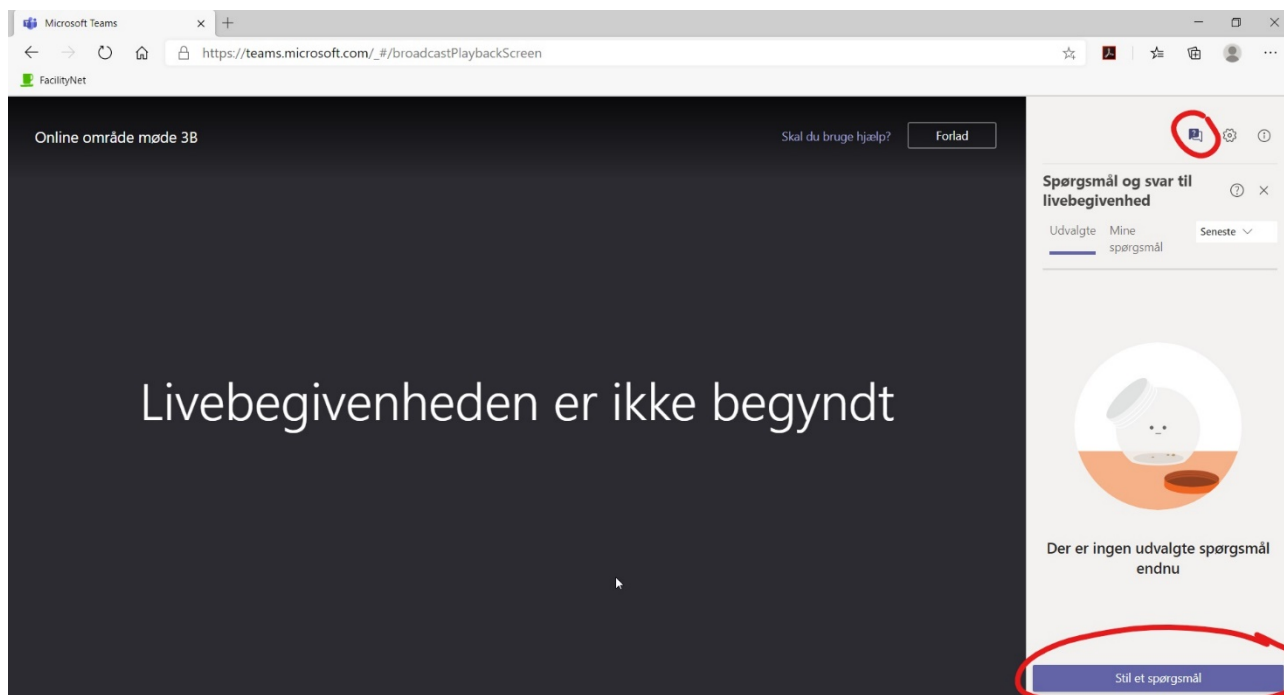 Microsoft Teams
https://teams.microsoft.com/_#/broadcastPlaybackScreen
FacilityNet
Online område møde 3B
Skal du bruge hjælp?
Forlad
Livebegivenheden er ikke begyndt
Spørgsmål og svar til
livebegivenhed
Udvalgte
Mine
spørgsmål
Seneste
Der er ingen udvalgte spørgsmål
endnu
Stil et spørgsmål